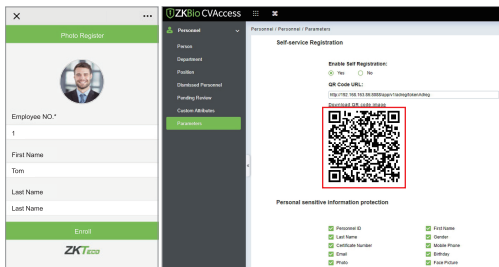 Photo Register
Employee NO.*
1
First Name
Tom
Last Name
Last Name
Enroll
ZKTECO
ZKBio CVAccess
Personnel
Person
Department
Position
Dismissed Personnel
Pending Review
Custom Attributes
Parameters
Personnel / Personnel / Parameters
Self-service Registration
Enable Self Registration:
Yes No
QR Code URL:
Download QR code image
Personal sensitive information protection
Personnel ID First Name
Last Name Gender
Certificate Number Mobile Phone
Email Birthday
Photo Face Picture